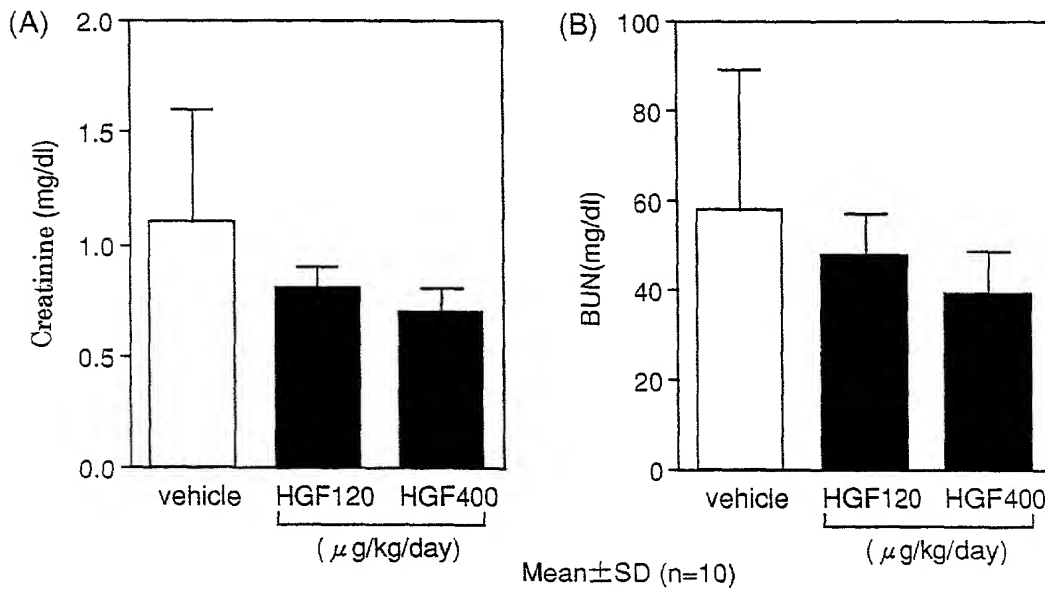 (A)
2.0
1.5
1.0
0.5
0.0
Creatinine (mg/dl)
vehicle HGF120 HGF400
(μg/kg/day)
(B)
100
80
60
40
20
0
BUN(mg/dl)
vehicle HGF120 HGF400
(μg/kg/day)
Mean±SD (n=10)